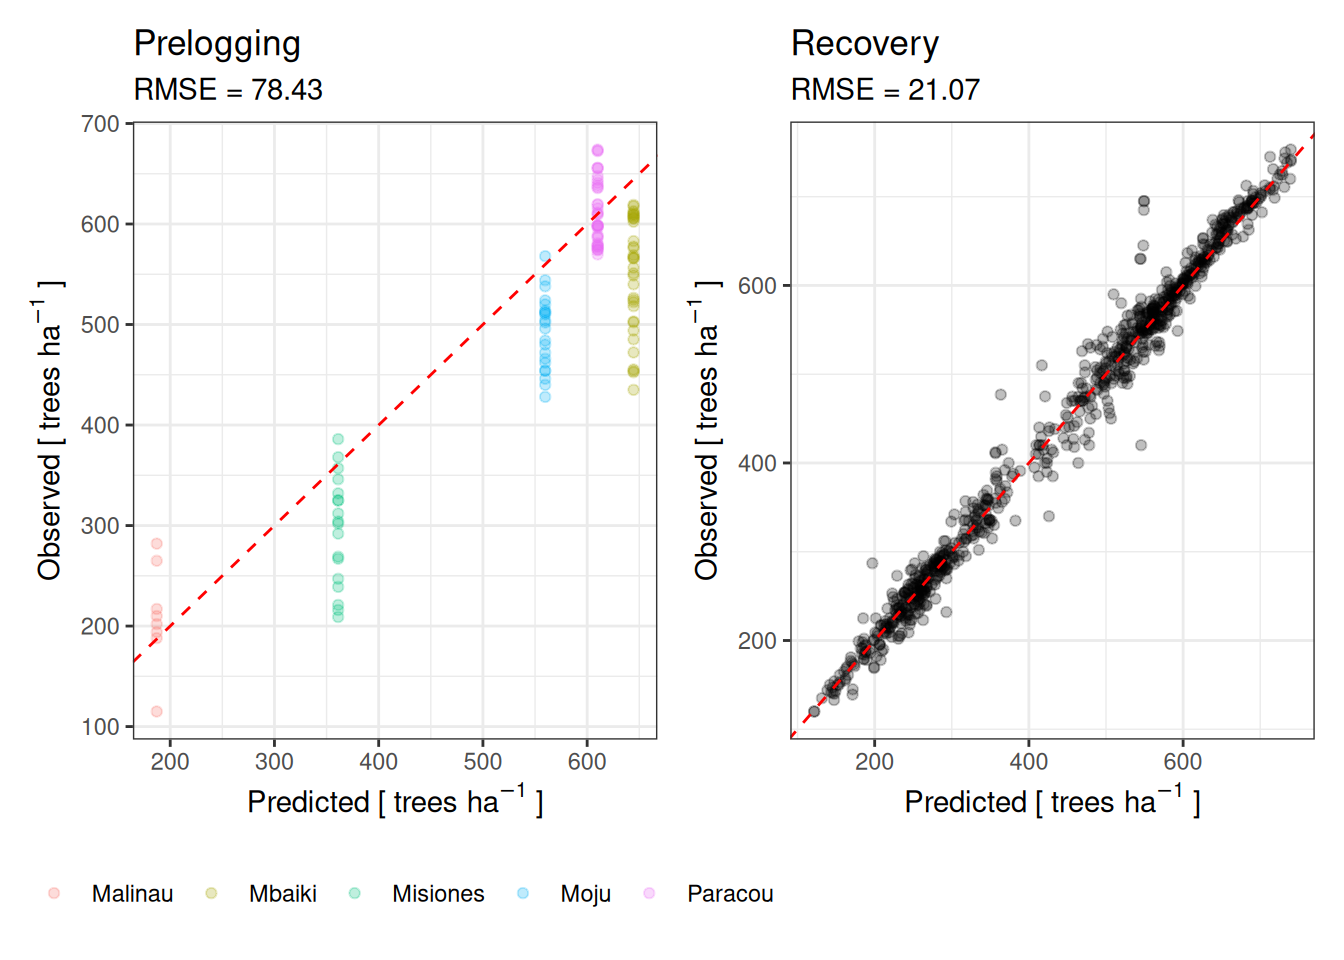 Prelogging
RMSE = 78.43
700
600
500
400
300
200
100
200 300 400 500 600
Observed [ trees ha⁻¹ ]
Predicted [ trees ha⁻¹ ]
Recovery
RMSE = 21.07
600
400
200
200 400 600
Observed [ trees ha⁻¹ ]
Predicted [ trees ha⁻¹ ]
Malinau Mbaiki Misiones Moju Paracou